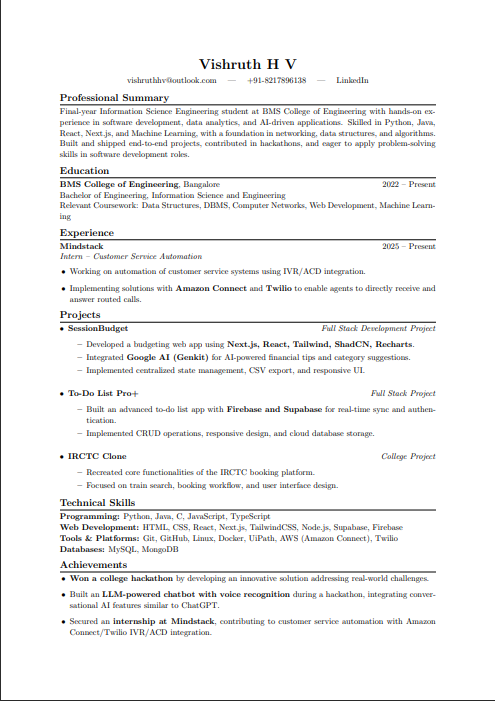 Vishruth H V
vishruthhv@outlook.com — +91-8217896138 — LinkedIn
Professional Summary
Final-year Information Science Engineering student at BMS College of Engineering with hands-on ex-
perience in software development, data analytics, and AI-driven applications. Skilled in Python, Java,
React, Next.js, and Machine Learning, with a foundation in networking, data structures, and algorithms.
Built and shipped end-to-end projects, contributed in hackathons, and eager to apply problem-solving
skills in software development roles.
Education
BMS College of Engineering, Bangalore 2022 – Present
Bachelor of Engineering, Information Science and Engineering
Relevant Coursework: Data Structures, DBMS, Computer Networks, Web Development, Machine Learn-
ing
Experience
Mindstack 2025 – Present
Intern – Customer Service Automation
• Working on automation of customer service systems using IVR/ACD integration.
• Implementing solutions with Amazon Connect and Twilio to enable agents to directly receive and
answer routed calls.
Projects
• SessionBudget Full Stack Development Project
– Developed a budgeting web app using Next.js, React, Tailwind, ShadCN, Recharts.
– Integrated Google AI (Genkit) for AI-powered financial tips and category suggestions.
– Implemented centralized state management, CSV export, and responsive UI.
• To-Do List Pro+ Full Stack Project
– Built an advanced to-do list app with Firebase and Supabase for real-time sync and authen-
tication.
– Implemented CRUD operations, responsive design, and cloud database storage.
• IRCTC Clone College Project
– Recreated core functionalities of the IRCTC booking platform.
– Focused on train search, booking workflow, and user interface design.
Technical Skills
Programming: Python, Java, C, JavaScript, TypeScript
Web Development: HTML, CSS, React, Next.js, TailwindCSS, Node.js, Supabase, Firebase
Tools & Platforms: Git, GitHub, Linux, Docker, UiPath, AWS (Amazon Connect), Twilio
Databases: MySQL, MongoDB
Achievements
• Won a college hackathon by developing an innovative solution addressing real-world challenges.
• Built an LLM-powered chatbot with voice recognition during a hackathon, integrating conver-
sational AI features similar to ChatGPT.
• Secured an internship at Mindstack, contributing to customer service automation with Amazon
Connect/Twilio IVR/ACD integration.